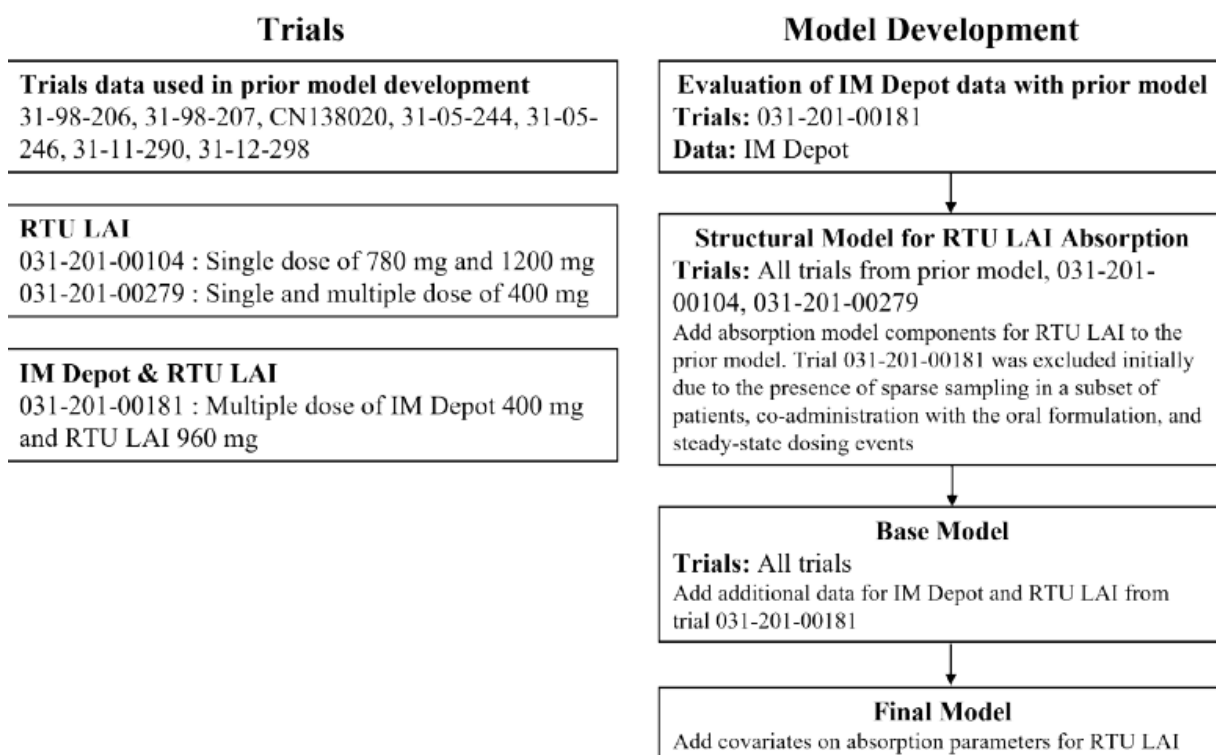 Trials
Trials data used in prior model development
31-98-206, 31-98-207, CN138020, 31-05-244, 31-05-
246, 31-11-290, 31-12-298
RTU LAI
031-201-00104 : Single dose of 780 mg and 1200 mg
031-201-00279 : Single and multiple dose of 400 mg
IM Depot & RTU LAI
031-201-00181 : Multiple dose of IM Depot 400 mg
and RTU LAI 960 mg
Model Development
Evaluation of IM Depot data with prior model
Trials: 031-201-00181
Data: IM Depot
Structural Model for RTU LAI Absorption
Trials: All trials from prior model, 031-201-
00104, 031-201-00279
Add absorption model components for RTU LAI to the
prior model. Trial 031-201-00181 was excluded initially
due to the presence of sparse sampling in a subset of
patients, co-administration with the oral formulation, and
steady-state dosing events
Base Model
Trials: All trials
Add additional data for IM Depot and RTU LAI from
trial 031-201-00181
Final Model
Add covariates on absorption parameters for RTU LAI